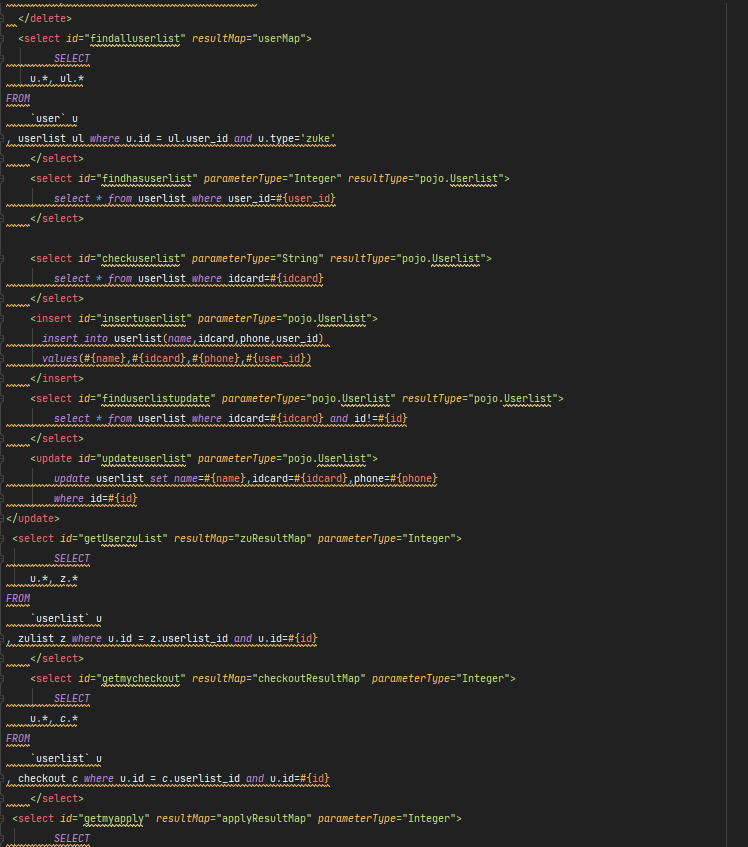 </delete>
<select id="findalluserlist" resultMap="userMap">
SELECT
u.*, ul.*
FROM
`user` u
, userlist ul where u.id = ul.user_id and u.type='zuke'
</select>
<select id="findhasuserlist" parameterType="Integer" resultType="pojo.Userlist">
select * from userlist where user_id=#{user_id}
</select>
<select id="checkuserlist" parameterType="String" resultType="pojo.Userlist">
select * from userlist where idcard=#{idcard}
</select>
<insert id="insertuserlist" parameterType="pojo.Userlist">
insert into userlist(name,idcard,phone,user_id)
values(#{name},#{idcard},#{phone},#{user_id})
</insert>
<select id="finduserlistupdate" parameterType="pojo.Userlist" resultType="pojo.Userlist">
select * from userlist where idcard=#{idcard} and id!=#{id}
</select>
<update id="updateuserlist" parameterType="pojo.Userlist">
update userlist set name=#{name},idcard=#{idcard},phone=#{phone}
where id=#{id}
</update>
<select id="getUserzuList" resultMap="zuResultMap" parameterType="Integer">
SELECT
u.*, z.*
FROM
`userlist` u
, zulist z where u.id = z.userlist_id and u.id=#{id}
</select>
<select id="getmycheckout" resultMap="checkoutResultMap" parameterType="Integer">
SELECT
u.*, c.*
FROM
`userlist` u
, checkout c where u.id = c.userlist_id and u.id=#{id}
</select>
<select id="getmyapply" resultMap="applyResultMap" parameterType="Integer">
SELECT